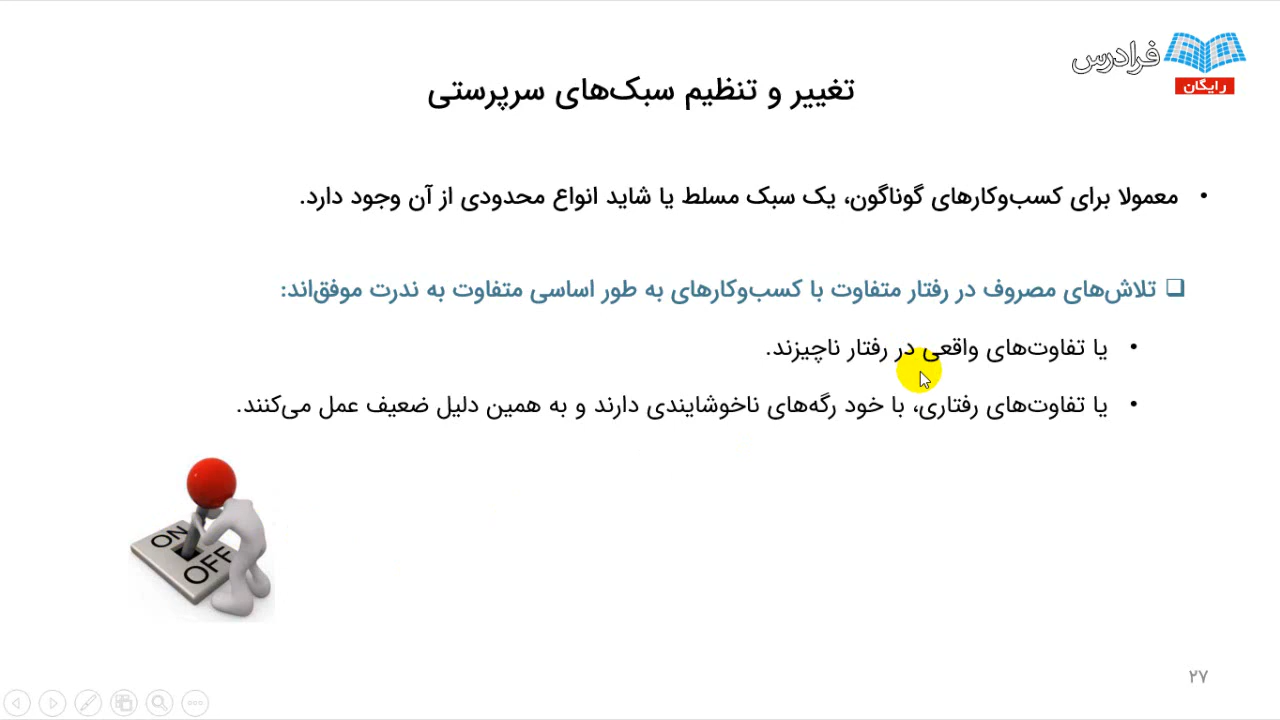 فرادرس
رایگان
تغییر و تنظیم سبک‌های سرپرستی
• معمولا برای کسب‌وکارهای گوناگون، یک سبک مسلط یا شاید انواع محدودی از آن وجود دارد.
❑ تلاش‌های مصروف در رفتار متفاوت با کسب‌وکارهای به طور اساسی متفاوت به ندرت موفق‌اند:
• یا تفاوت‌های واقعی در رفتار ناچیزند.
• یا تفاوت‌های رفتاری، با خود رگه‌های ناخوشایندی دارند و به همین دلیل ضعیف عمل می‌کنند.
ON
OFF
۲۷